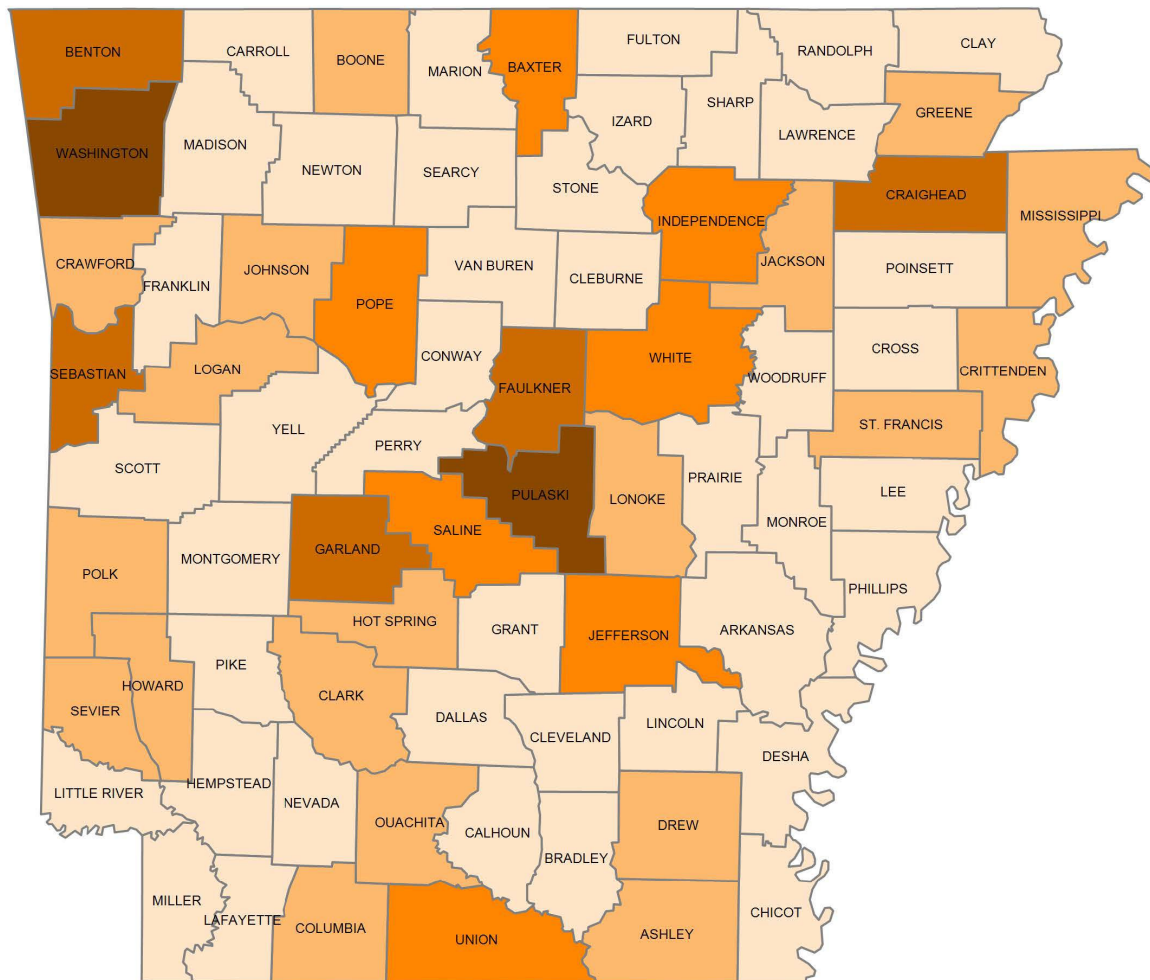 BENTON
CARROLL
BOONE
MARION
BAXTER
FULTON
RANDOLPH
CLAY
SHARP
GREENE
IZARD
LAWRENCE
WASHINGTON
MADISON
NEWTON
SEARCY
STONE
CRAIGHEAD
MISSISSIPPI
INDEPENDENCE
CRAWFORD
FRANKLIN
JOHNSON
VAN BUREN
CLEBURNE
JACKSON
POINSETT
POPE
CONWAY
WHITE
CROSS
SEBASTIAN
LOGAN
FAULKNER
WOODRUFF
CRITTENDEN
YELL
PERRY
ST. FRANCIS
SCOTT
PULASKI
LONOKE
PRAIRIE
LEE
SALINE
MONROE
GARLAND
MONTGOMERY
POLK
PHILLIPS
HOT SPRING
GRANT
JEFFERSON
ARKANSAS
PIKE
HOWARD
CLARK
SEVIER
DALLAS
CLEVELAND
LINCOLN
DESHA
LITTLE RIVER
HEMPSTEAD
NEVADA
OUACHITA
CALHOUN
DREW
BRADLEY
MILLER
LAFAYETTE
COLUMBIA
UNION
ASHLEY
CHICOT